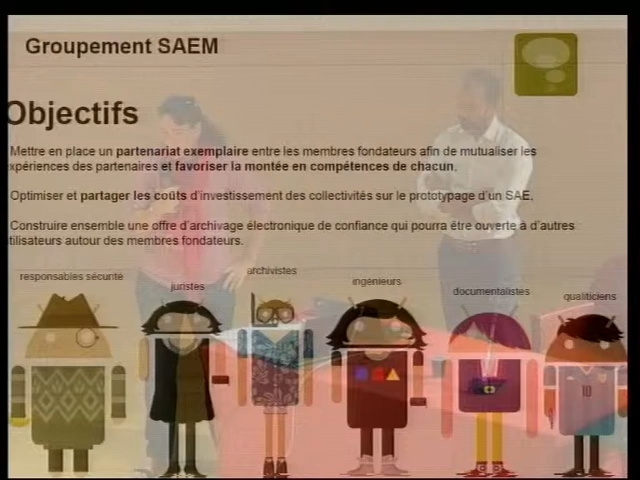 Groupement SAEM
Objectifs
Mettre en place un partenariat exemplaire entre les membres fondateurs afin de mutualiser les
xpériences des partenaires et favoriser la montée en compétences de chacun,
Optimiser et partager les coûts d'investissement des collectivités sur le prototypage d'un SAE,
Construire ensemble une offre d'archivage électronique de confiance qui pourra être ouverte à d'autres
tilisateurs autour des membres fondateurs.
responsables sécurité
juristes
archivistes
ingenieurs
documentalistes
qualiticiens
10